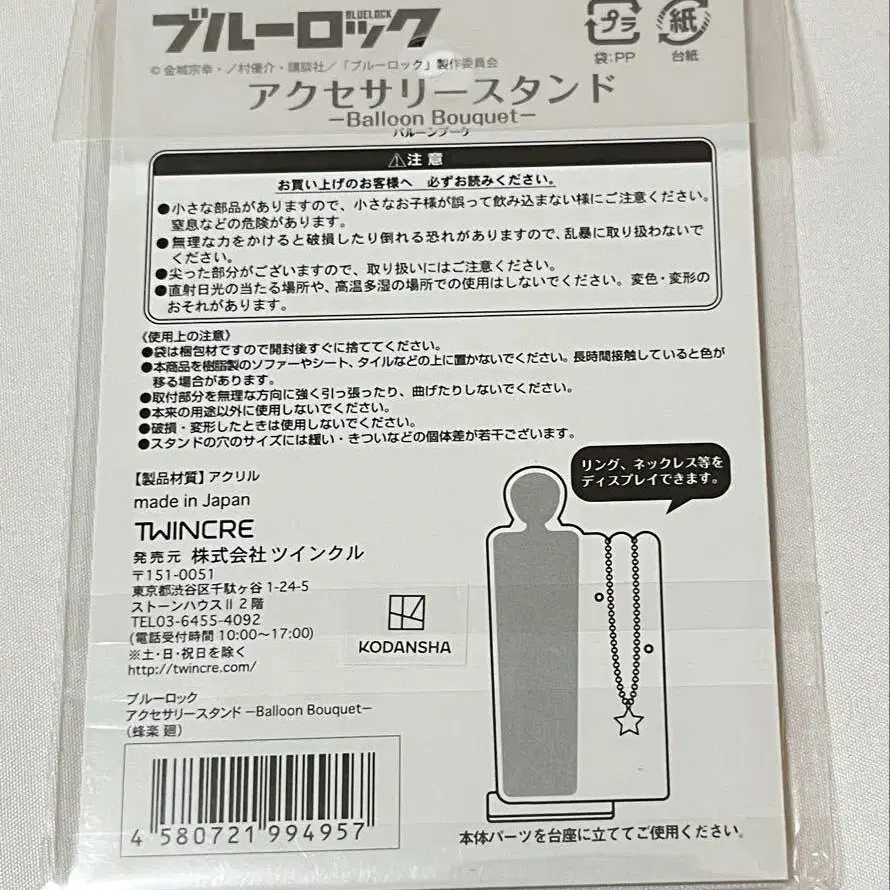 ブルーロック
BLUELOCK
プラ
袋:PP
紙
台紙
© 金城宗幸・ノ村優介・講談社/「ブルーロック」製作委員会
アクセサリースタンド
−Balloon Bouquet−
バルーンブーケ
⚠注意
お買い上げのお客様へ 必ずお読みください。
●小さな部品がありますので、小さなお子様が誤って飲み込まない様にご注意ください。
窒息などの危険があります。
●無理な力をかけると破損したり倒れる恐れがありますので、乱暴に取り扱わないで
ください。
●尖った部分がございますので、取り扱いにはご注意ください。
●直射日光の当たる場所や、高温多湿の場所での使用はしないでください。変色・変形の
おそれがあります。
《使用上の注意》
●袋は梱包材ですので開封後すぐに捨ててください。
●本商品を樹脂製のソファーやシート、タイルなどの上に置かないでください。長時間接触していると色が
移る場合があります。
●取付部分を無理な方向に強く引っ張ったり、曲げたりしないでください。
●本来の用途以外に使用しないでください。
●破損・変形したときは使用しないでください。
●スタンドの穴のサイズには緩い・きついなどの個体差が若干ございます。
【製品材質】アクリル
made in Japan
TWINCRE
発売元 株式会社ツインクル
〒151-0051
東京都渋谷区千駄ヶ谷1-24-5
ストーンハウスⅡ 2階
TEL03-6455-4092
(電話受付時間 10:00〜17:00)
※土・日・祝日を除く
http://twincre.com/
KODANSHA
リング、ネックレス等を
ディスプレイできます。
ブルーロック
アクセサリースタンド −Balloon Bouquet−
(蜂楽 廻)
4 580721 994957
本体パーツを台座に立ててご使用ください。